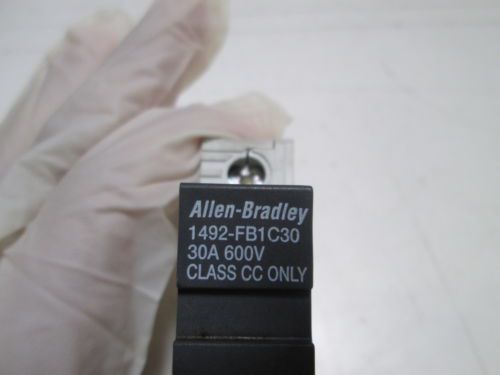 Allen-Bradley
1492-FB1C30
30A 600V
CLASS CC ONLY